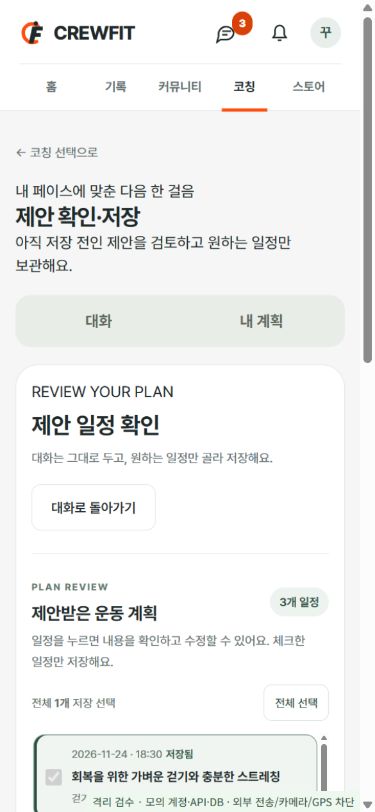 CREWFIT
3
꾸
홈 기록 커뮤니티 코칭 스토어
← 코칭 선택으로
내 페이스에 맞춘 다음 한 걸음
제안 확인·저장
아직 저장 전인 제안을 검토하고 원하는 일정만
보관해요.
대화 내 계획
REVIEW YOUR PLAN
제안 일정 확인
대화는 그대로 두고, 원하는 일정만 골라 저장해요.
대화로 돌아가기
PLAN REVIEW
제안받은 운동 계획
3개 일정
일정을 누르면 내용을 확인하고 수정할 수 있어요. 체크한
일정만 저장해요.
전체 1개 저장 선택
전체 선택
2026-11-24 · 18:30 저장됨
회복을 위한 가벼운 걷기와 충분한 스트레칭
걷기
격리 검수 · 모의 계정·API·DB · 외부 전송/카메라/GPS 차단